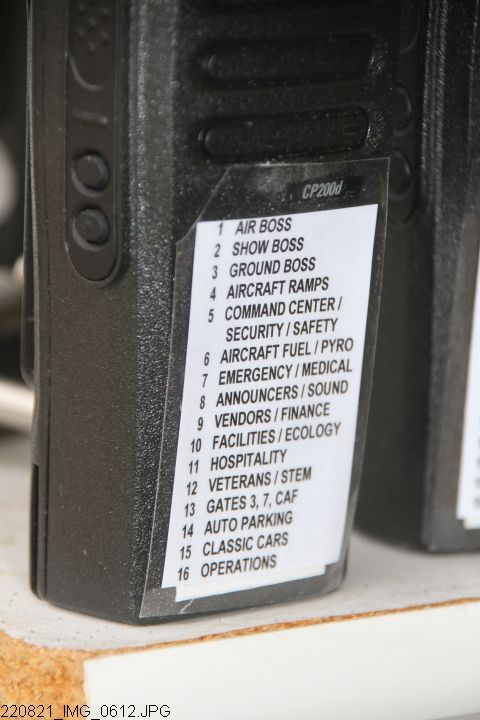 CP200d
1 AIR BOSS
2 SHOW BOSS
3 GROUND BOSS
4 AIRCRAFT RAMPS
5 COMMAND CENTER /
SECURITY / SAFETY
6 AIRCRAFT FUEL / PYRO
7 EMERGENCY / MEDICAL
8 ANNOUNCERS / SOUND
9 VENDORS / FINANCE
10 FACILITIES / ECOLOGY
11 HOSPITALITY
12 VETERANS / STEM
13 GATES 3, 7, CAF
14 AUTO PARKING
15 CLASSIC CARS
16 OPERATIONS
220821_IMG_0612.JPG